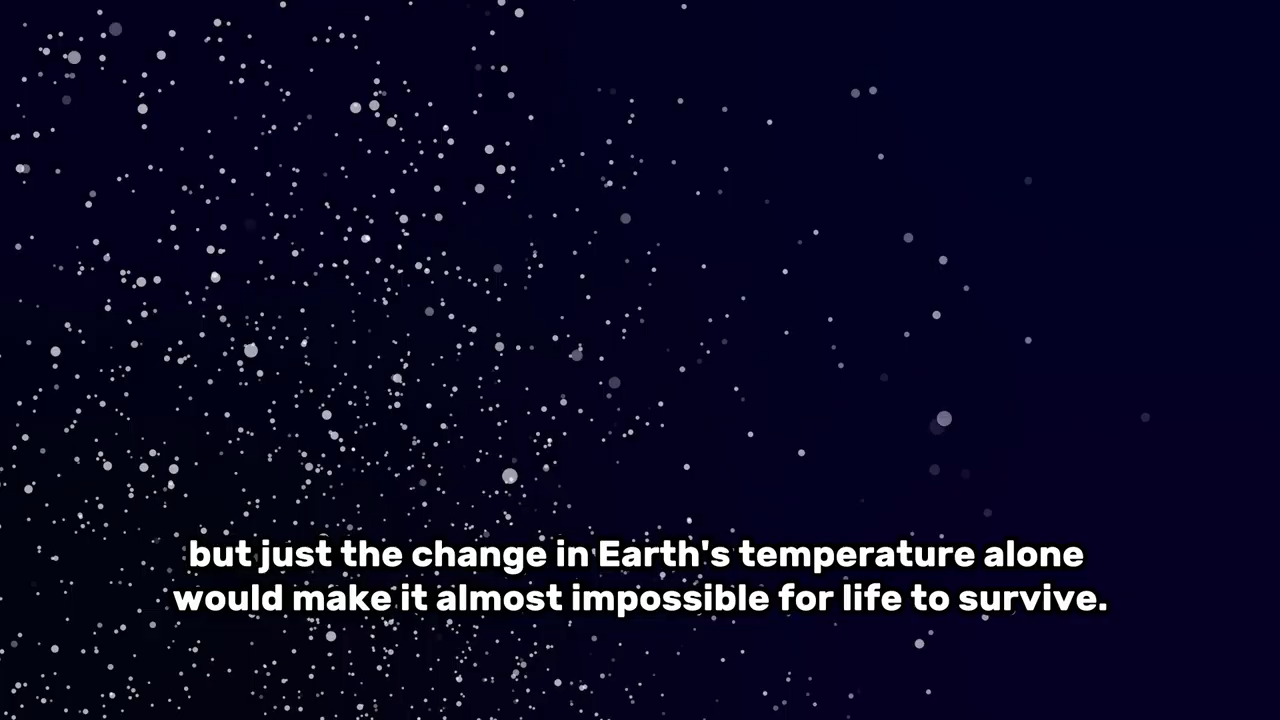 but just the change in Earth's temperature alone
would make it almost impossible for life to survive.